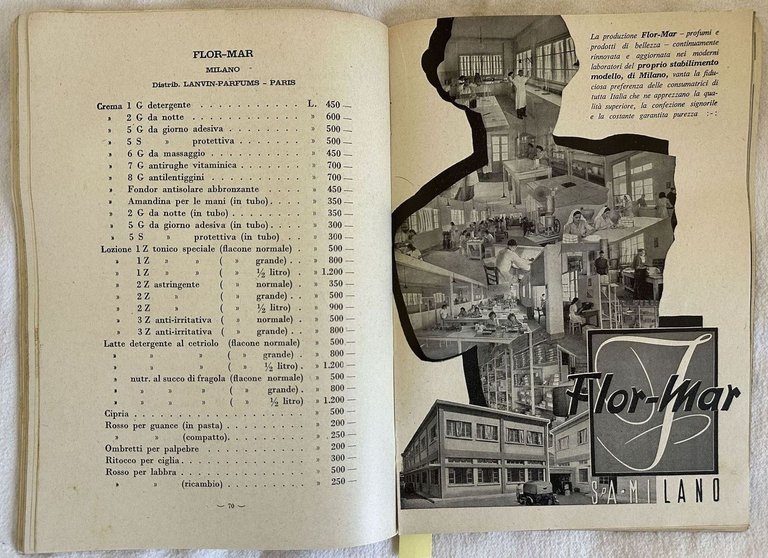 FLOR-MAR
MILANO
Distrib. LANVIN-PARFUMS - PARIS
Crema 1 G detergente . . . . . . . . . . . L. 450 —
» 2 G da notte . . . . . . . . . . . » 600 —
» 5 G da giorno adesiva . . . . . . . . » 500 —
» 5 S » protettiva . . . . . . . » 500 —
» 6 G da massaggio . . . . . . . . . » 450 —
» 7 G antirughe vitaminica . . . . . . . » 700 —
» 8 G antilentiggini . . . . . . . . . » 700 —
Fondor antisolare abbronzante . . . . . . . » 450 —
Amandina per le mani (in tubo) . . . . . . . » 350 —
» 2 G da notte (in tubo) . . . . . . . . » 350 —
» 5 G da giorno adesiva (in tubo) . . . . . » 300 —
» 5 S » protettiva (in tubo) . . . . » 300 —
Lozione 1 Z tonico speciale (flacone normale) . . » 500 —
» 1 Z » » ( » grande) . . . » 800 —
» 1 Z » » ( » ½ litro) . . » 1.200 —
» 2 Z astringente ( » normale) . . » 350 —
» 2 Z » ( » grande) . . . » 500 —
» 2 Z » ( » ½ litro) . . » 900 —
» 3 Z anti-irritativa ( » normale) . . » 500 —
» 3 Z anti-irritativa ( » grande) . . . » 800 —
Latte detergente al cetriolo ( » normale) . . » 500 —
» » » ( » grande) . . . » 800 —
» » » ( » ½ litro) . » 1.200 —
» nutr. al succo di fragola (flacone normale) » 500 —
» » » ( » grande) . . » 800 —
» » » ( » ½ litro) . . » 1.200 —
Cipria . . . . . . . . . . . . . . . . » 500 —
Rosso per guance (in pasta) . . . . . . . . » 200 —
» » (compatto). . . . . . . . . » 250 —
Ombretti per palpebre . . . . . . . . . . » 200 —
Ritocco per ciglia . . . . . . . . . . . . » 300 —
Rosso per labbra . . . . . . . . . . . . » 500 —
» » (ricambio) . . . . . . . . . » 250 —
— 70 —
La produzione Flor-Mar – profumi e
prodotti di bellezza – continuamente
rinnovata e aggiornata nei moderni
laboratori del proprio stabilimento
modello, di Milano, vanta la fidu-
ciosa preferenza delle consumatrici di
tutta Italia che ne apprezzano la qua-
lità superiore, la confezione signorile
e la costante garantita purezza :-:
Flor-Mar
S.P.A. MILANO